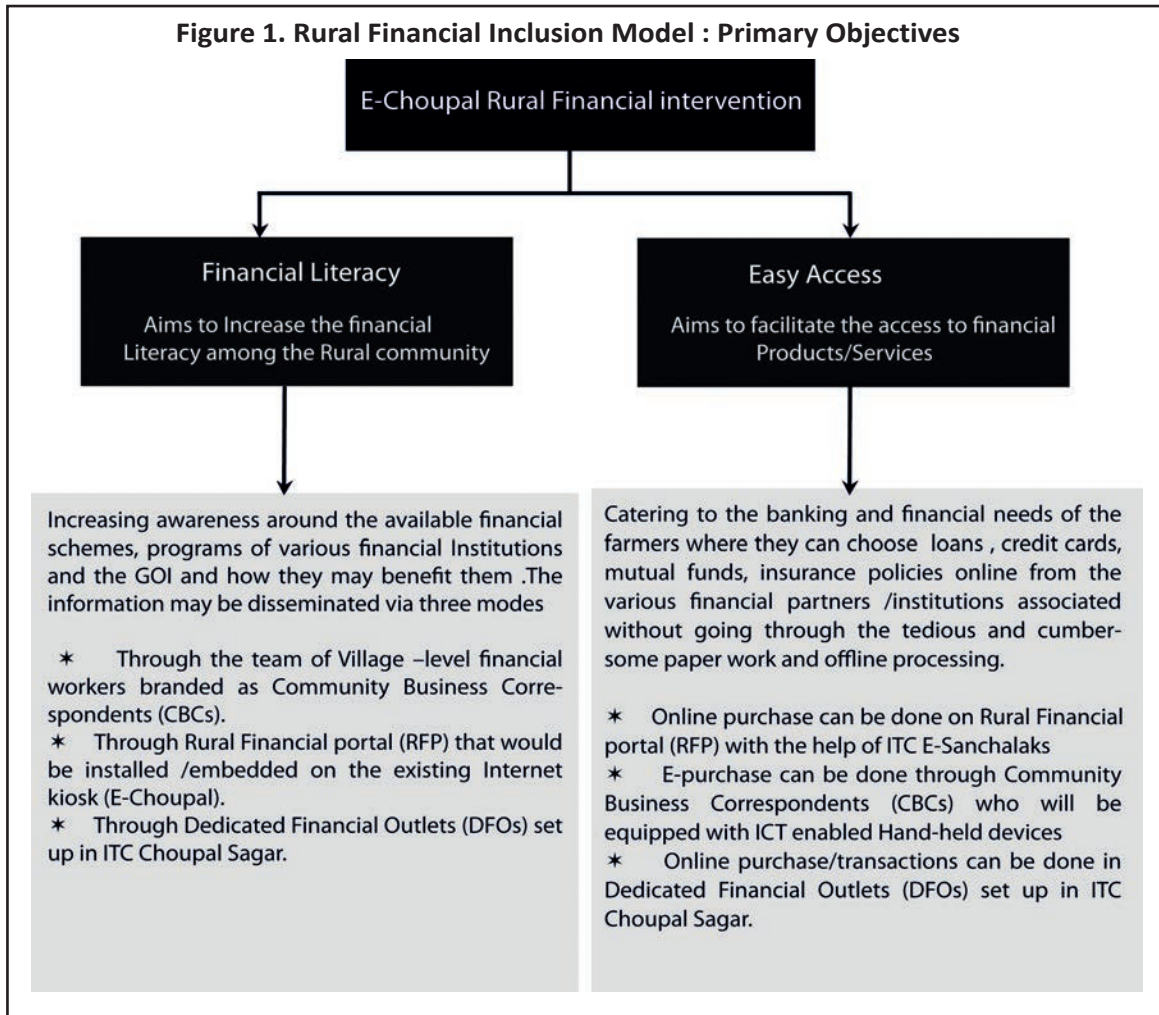 Figure 1. Rural Financial Inclusion Model : Primary Objectives
E-Choupal Rural Financial intervention
Financial Literacy
Aims to Increase the financial
Literacy among the Rural community
Easy Access
Aims to facilitate the access to financial
Products/Services
Increasing awareness around the available financial
schemes, programs of various financial Institutions
and the GOI and how they may benefit them .The
information may be disseminated via three modes
✶ Through the team of Village –level financial
workers branded as Community Business Corre-
spondents (CBCs).
✶ Through Rural Financial portal (RFP) that would
be installed /embedded on the existing Internet
kiosk (E-Choupal).
✶ Through Dedicated Financial Outlets (DFOs) set
up in ITC Choupal Sagar.
Catering to the banking and financial needs of the
farmers where they can choose loans , credit cards,
mutual funds, insurance policies online from the
various financial partners /institutions associated
without going through the tedious and cumber-
some paper work and offline processing.
✶ Online purchase can be done on Rural Financial
portal (RFP) with the help of ITC E-Sanchalaks
✶ E-purchase can be done through Community
Business Correspondents (CBCs) who will be
equipped with ICT enabled Hand-held devices
✶ Online purchase/transactions can be done in
Dedicated Financial Outlets (DFOs) set up in ITC
Choupal Sagar.